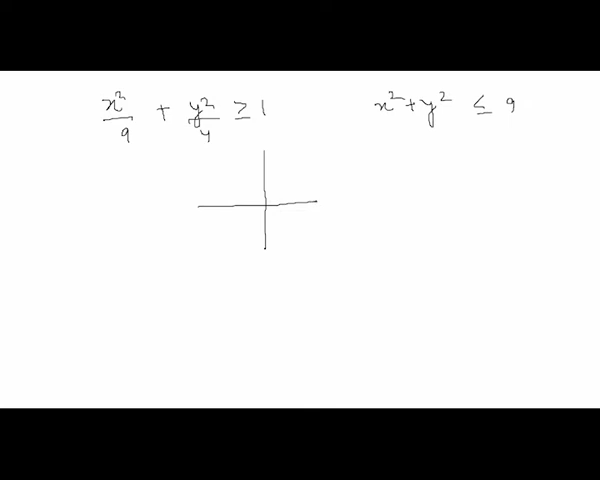 x²/9 + y²/4 ≥ 1
x² + y² ≤ 9